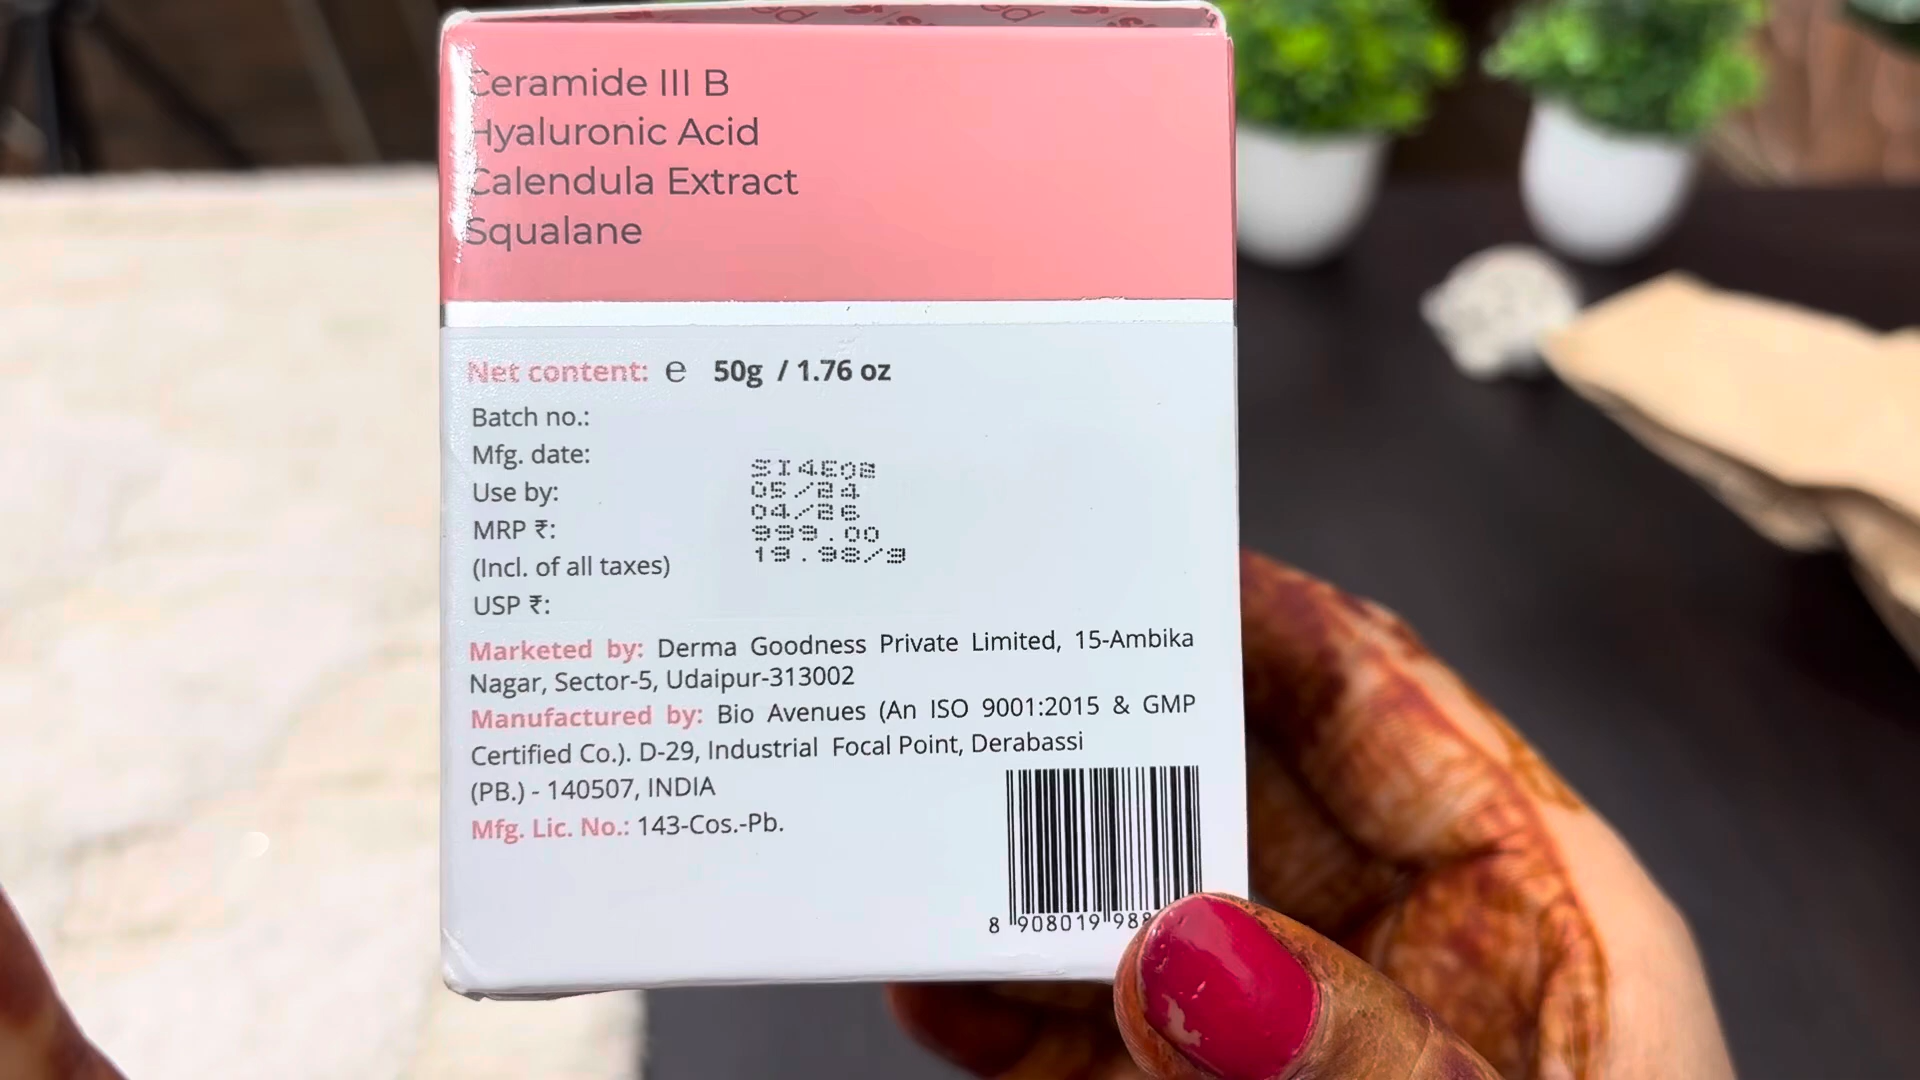 Ceramide III B
Hyaluronic Acid
Calendula Extract
Squalane
Net content: ℮ 50g / 1.76 oz
Batch no.:
Mfg. date:
Use by:
MRP ₹:
(Incl. of all taxes)
USP ₹:
SI4E02
05/24
04/26
999.00
19.98/g
Marketed by: Derma Goodness Private Limited, 15-Ambika
Nagar, Sector-5, Udaipur-313002
Manufactured by: Bio Avenues (An ISO 9001:2015 & GMP
Certified Co.). D-29, Industrial Focal Point, Derabassi
(PB.) - 140507, INDIA
Mfg. Lic. No.: 143-Cos.-Pb.
8 908019 988